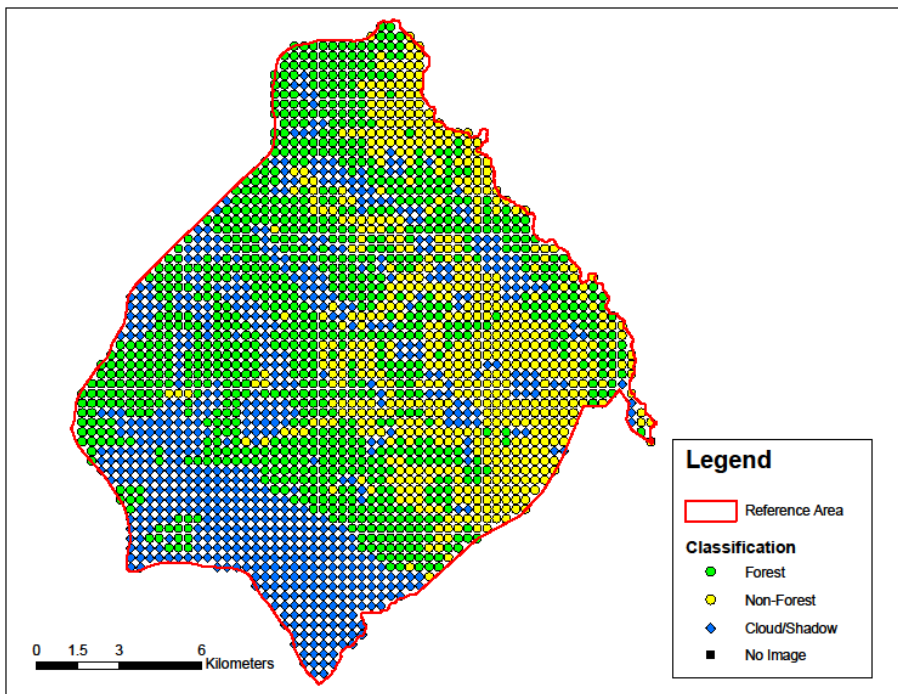 Legend
Reference Area
Classification
Forest
Non-Forest
Cloud/Shadow
No Image
0 1.5 3 6
Kilometers